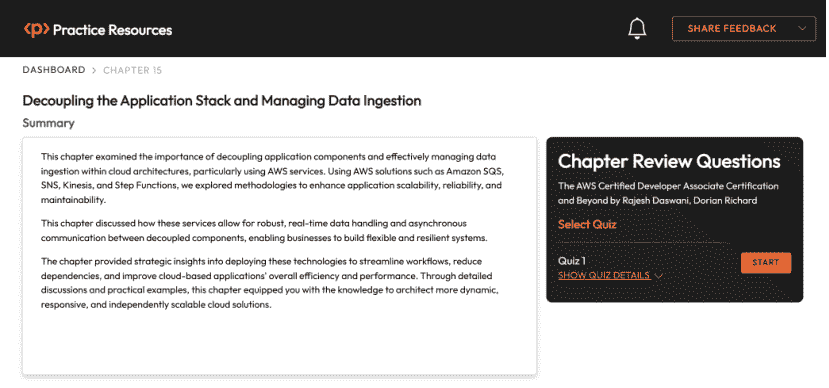 <p> Practice Resources
SHARE FEEDBACK
DASHBOARD > CHAPTER 15
Decoupling the Application Stack and Managing Data Ingestion
Summary
This chapter examined the importance of decoupling application components and effectively managing data
ingestion within cloud architectures, particularly using AWS services. Using AWS solutions such as Amazon SQS,
SNS, Kinesis, and Step Functions, we explored methodologies to enhance application scalability, reliability, and
maintainability.
This chapter discussed how these services allow for robust, real-time data handling and asynchronous
communication between decoupled components, enabling businesses to build flexible and resilient systems.
The chapter provided strategic insights into deploying these technologies to streamline workflows, reduce
dependencies, and improve cloud-based applications' overall efficiency and performance. Through detailed
discussions and practical examples, this chapter equipped you with the knowledge to architect more dynamic,
responsive, and independently scalable cloud solutions.
Chapter Review Questions
The AWS Certified Developer Associate Certification
and Beyond by Rajesh Daswani, Dorian Richard
Select Quiz
Quiz 1
SHOW QUIZ DETAILS
START